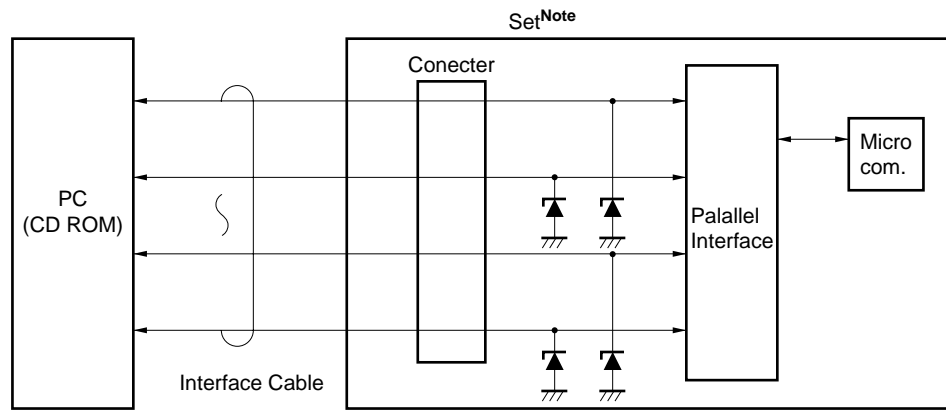 Set Note
Conecter
PC
(CD ROM)
Micro
com.
Palallel
Interface
Interface Cable